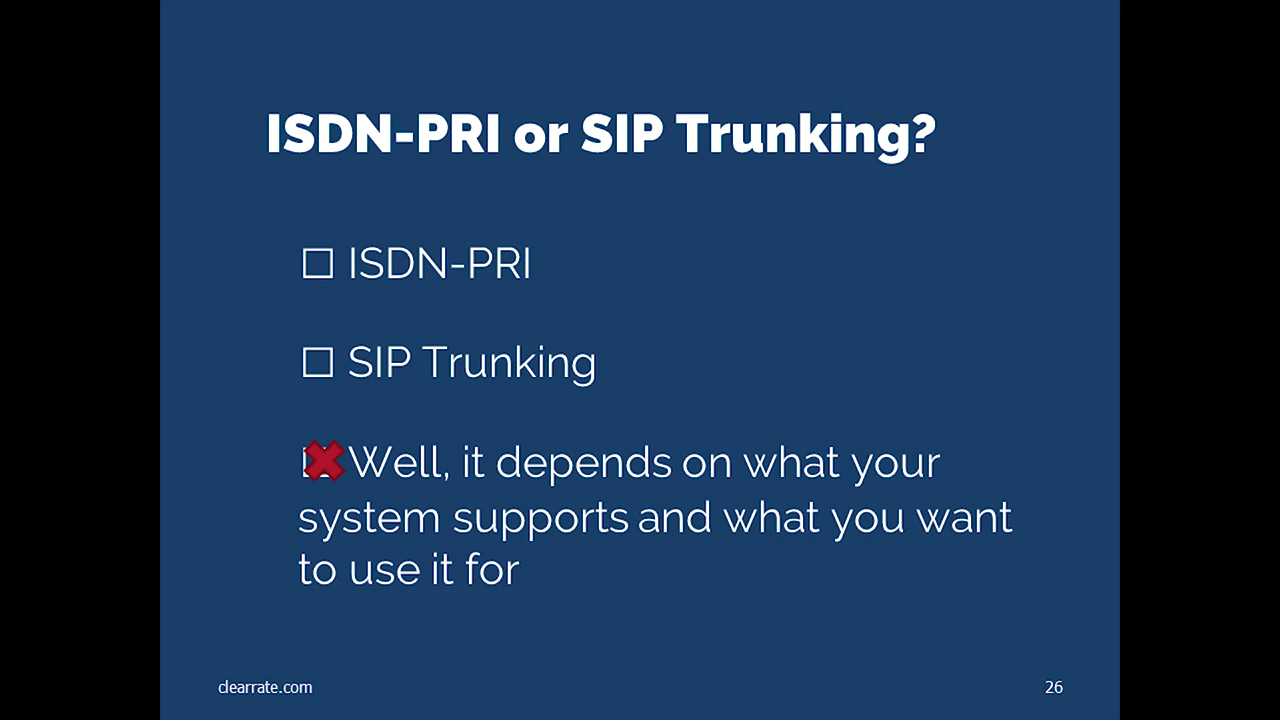 ISDN-PRI or SIP Trunking?
☐ ISDN-PRI
☐ SIP Trunking
Well, it depends on what your
system supports and what you want
to use it for
clearrate.com
26